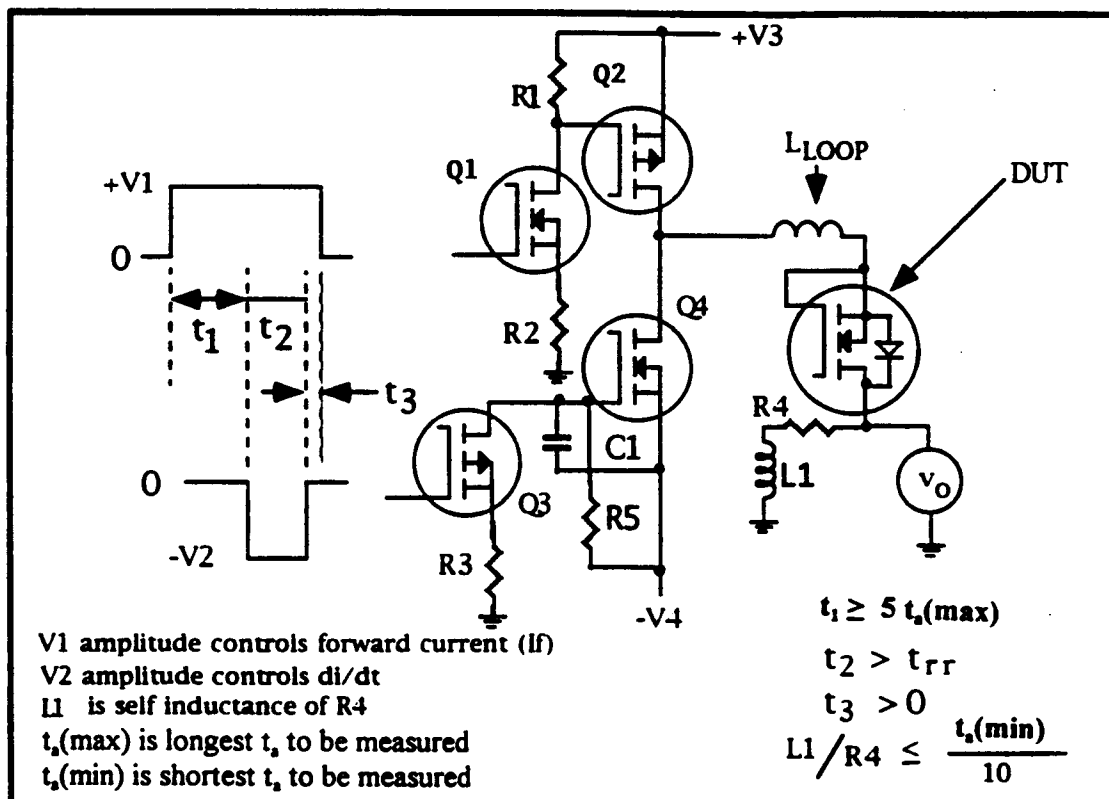 +V3
Q2
R1
LLOOP
Q1
DUT
+V1
0
t1
t2
R2
Q4
t3
R4
C1
L1
vo
0
Q3
R5
-V2
R3
-V4
t1 ≥ 5 ta(max)
V1 amplitude controls forward current (If)
t2 > trr
V2 amplitude controls di/dt
L1 is self inductance of R4
t3 > 0
ta(max) is longest ta to be measured
L1/R4 ≤ ta(min)/10
ta(min) is shortest ta to be measured